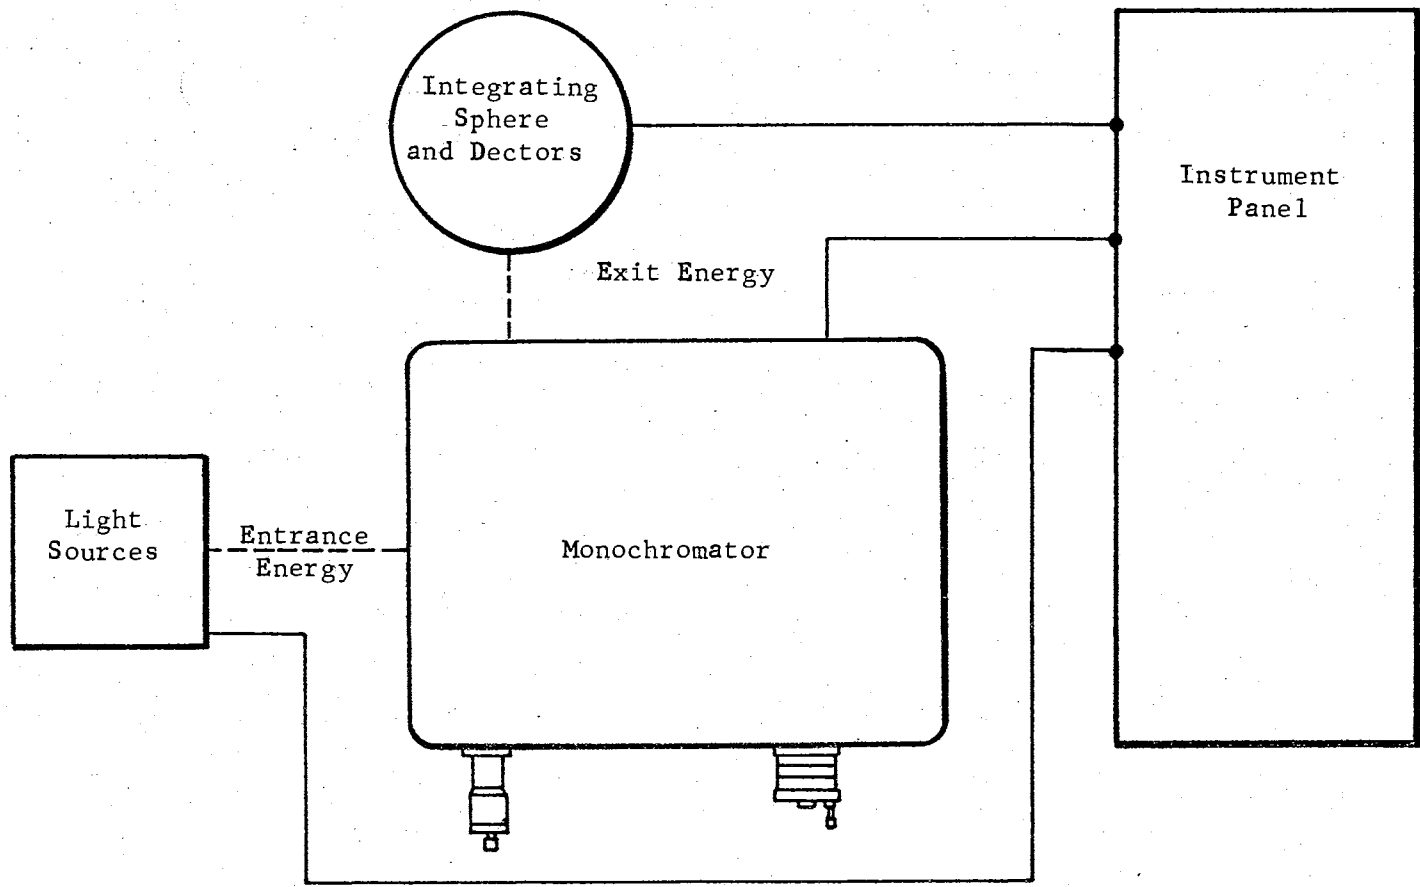 Integrating
Sphere
and Dectors
Instrument
Panel
Exit Energy
Light
Sources
Entrance
Energy
Monochromator